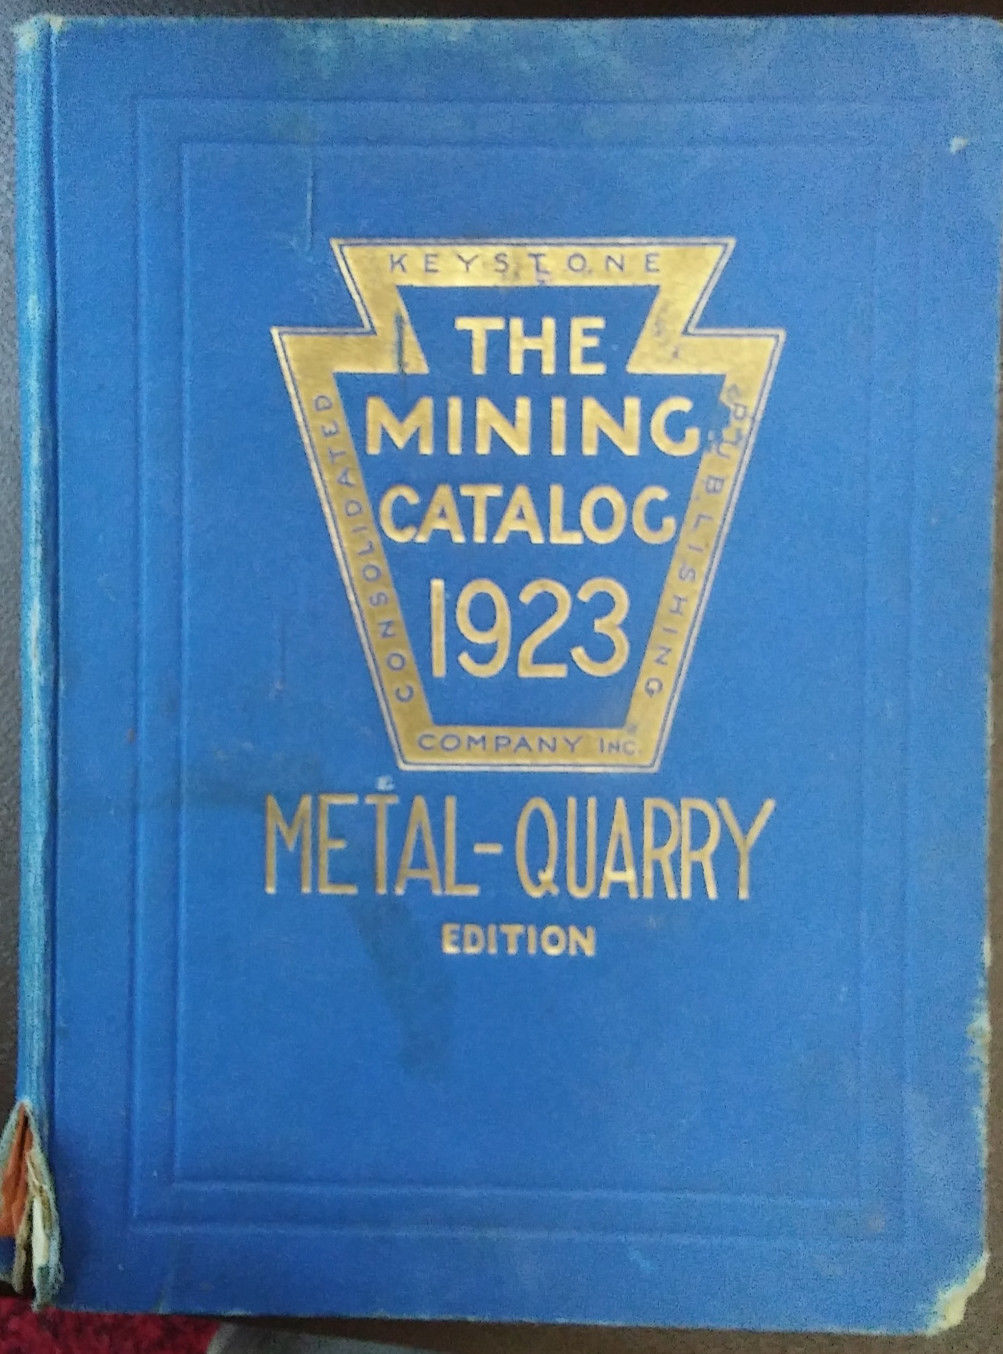 KEYSTONE
CONSOLIDATED
PUBLISHING
COMPANY INC.
THE
MINING
CATALOG
1923
METAL-QUARRY
EDITION